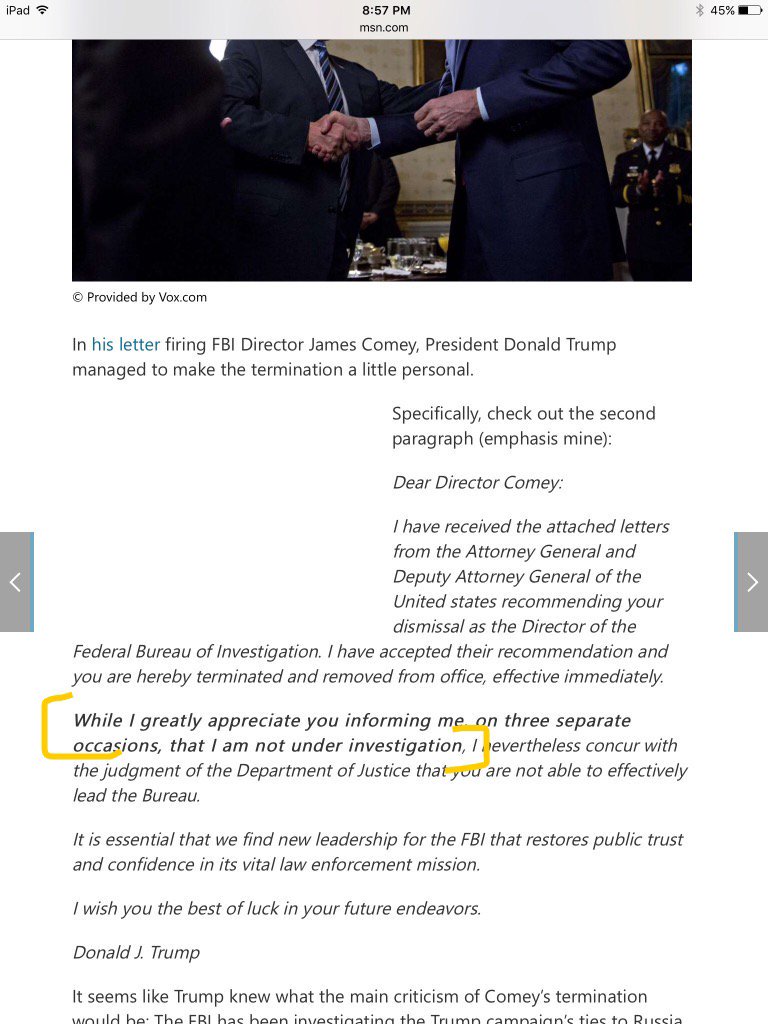 iPad 8:57 PM 45%
msn.com
© Provided by Vox.com
In his letter firing FBI Director James Comey, President Donald Trump
managed to make the termination a little personal.
Specifically, check out the second
paragraph (emphasis mine):
Dear Director Comey:
I have received the attached letters
from the Attorney General and
Deputy Attorney General of the
United states recommending your
dismissal as the Director of the
Federal Bureau of Investigation. I have accepted their recommendation and
you are hereby terminated and removed from office, effective immediately.
While I greatly appreciate you informing me, on three separate
occasions, that I am not under investigation, I nevertheless concur with
the judgment of the Department of Justice that you are not able to effectively
lead the Bureau.
It is essential that we find new leadership for the FBI that restores public trust
and confidence in its vital law enforcement mission.
I wish you the best of luck in your future endeavors.
Donald J. Trump
It seems like Trump knew what the main criticism of Comey's termination
would be: The FBI has been investigating the Trump campaign's ties to Russia